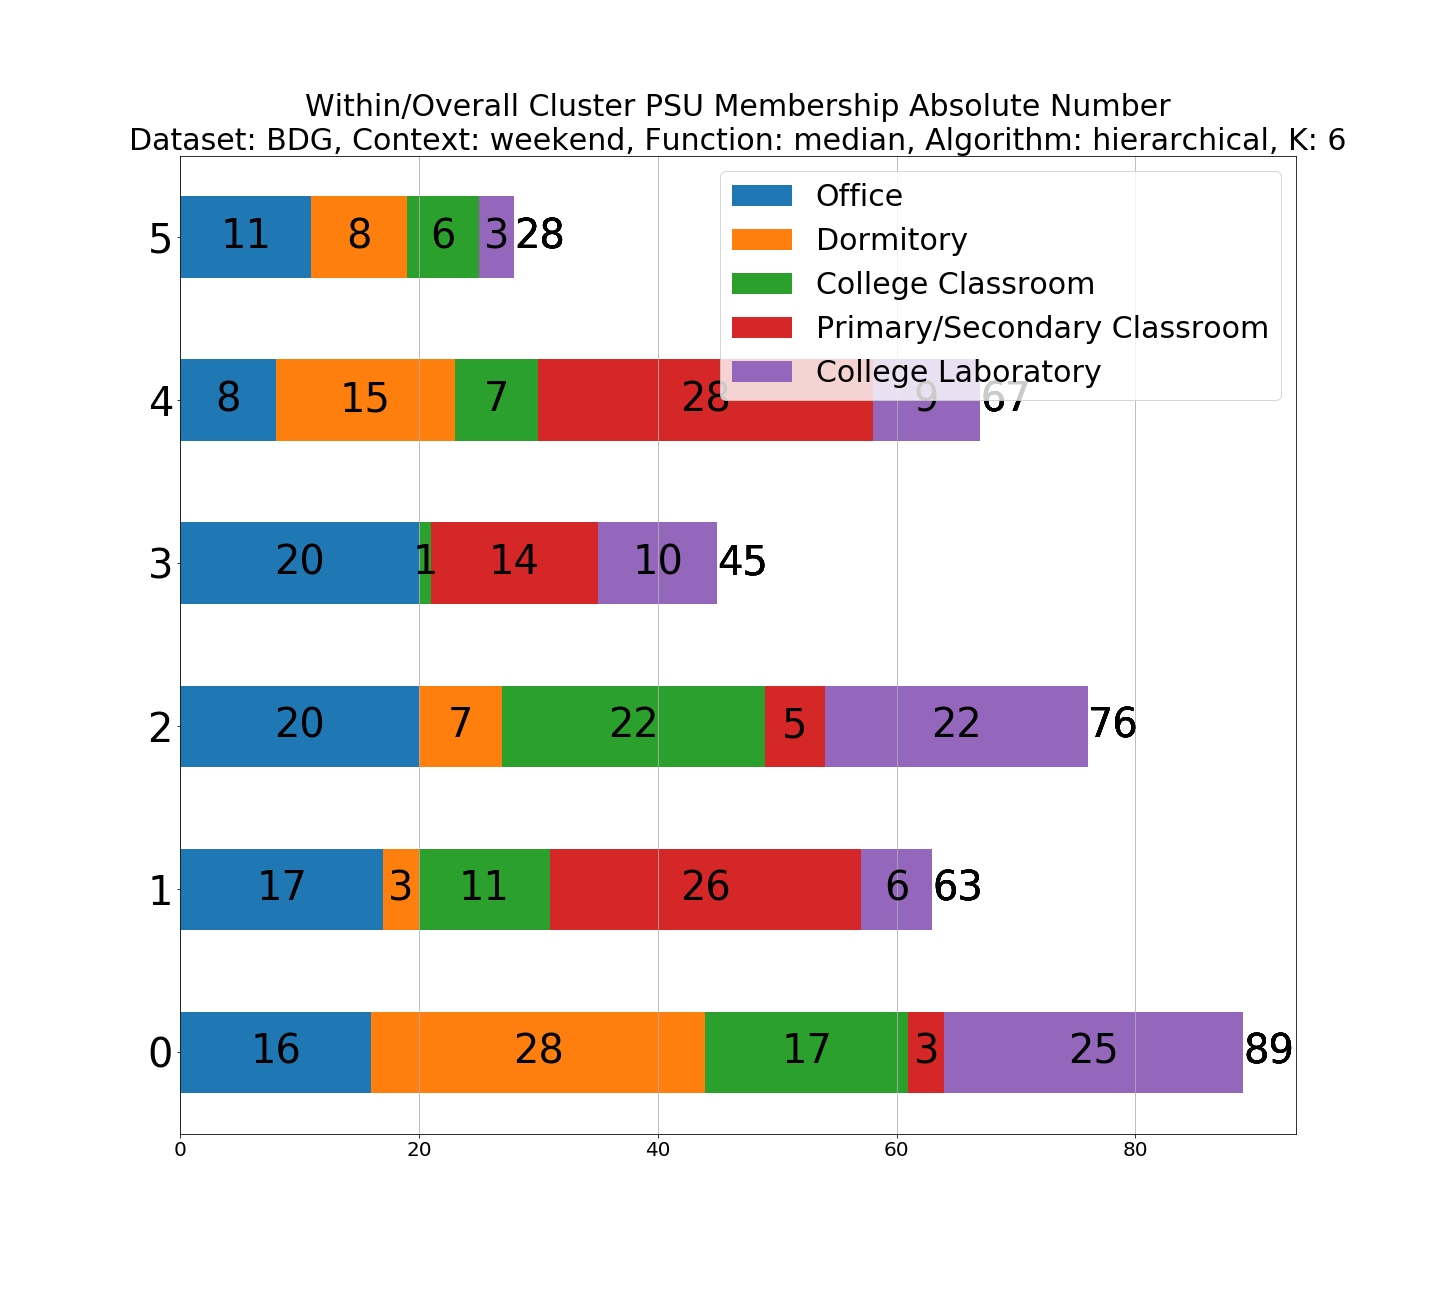 Within/Overall Cluster PSU Membership Absolute Number
Dataset: BDG, Context: weekend, Function: median, Algorithm: hierarchical, K: 6
Office
Dormitory
College Classroom
Primary/Secondary Classroom
College Laboratory
5 11 8 6 3 28
4 8 15 7 28 9 67
3 20 1 14 10 45
2 20 7 22 5 22 76
1 17 3 11 26 6 63
0 16 28 17 3 25 89
0 20 40 60 80